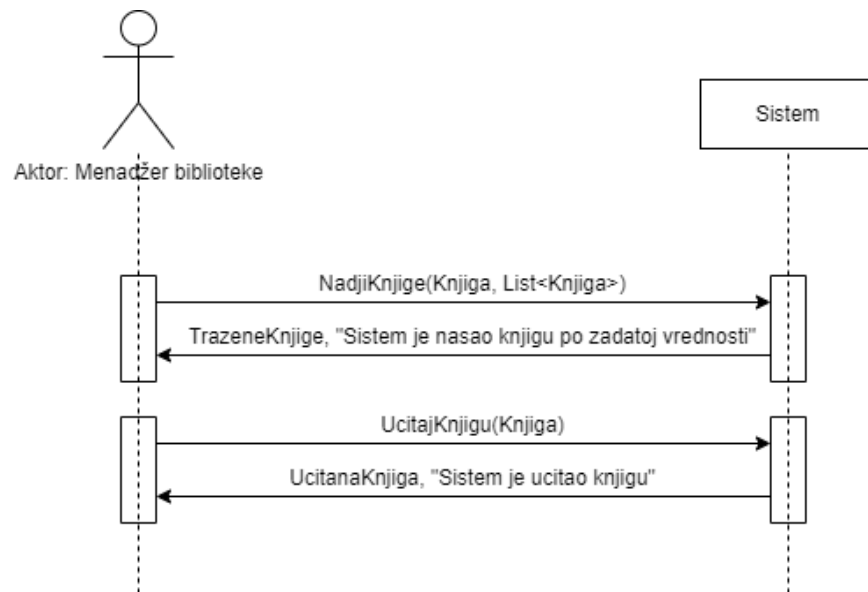 Sistem
Aktor: Menadžer biblioteke
NadjiKnjige(Knjiga, List<Knjiga>)
TrazeneKnjige, "Sistem je nasao knjigu po zadatoj vrednosti"
UcitajKnjigu(Knjiga)
UcitanaKnjiga, "Sistem je ucitao knjigu"